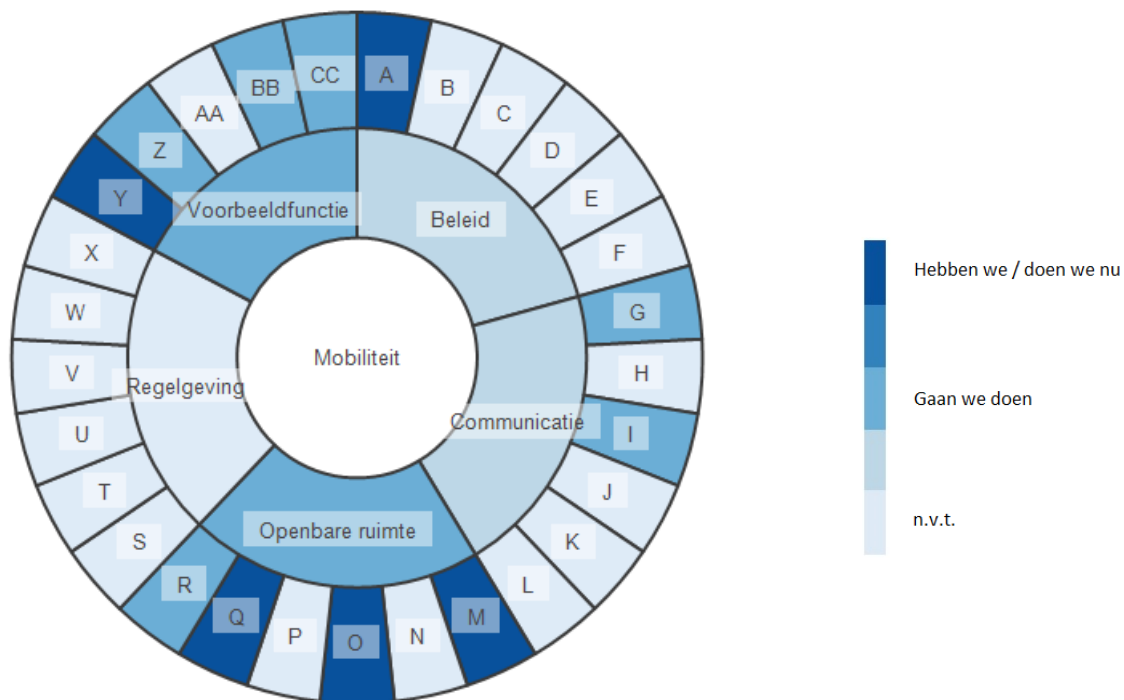 CC
A
BB
B
AA
C
Z
D
Y
E
Voorbeeldfunctie
Beleid
X
F
W
G
Mobiliteit
V
H
Regelgeving
Communicatie
U
I
T
J
Openbare ruimte
S
K
R
L
Q
M
P
O
N
Hebben we / doen we nu
Gaan we doen
n.v.t.